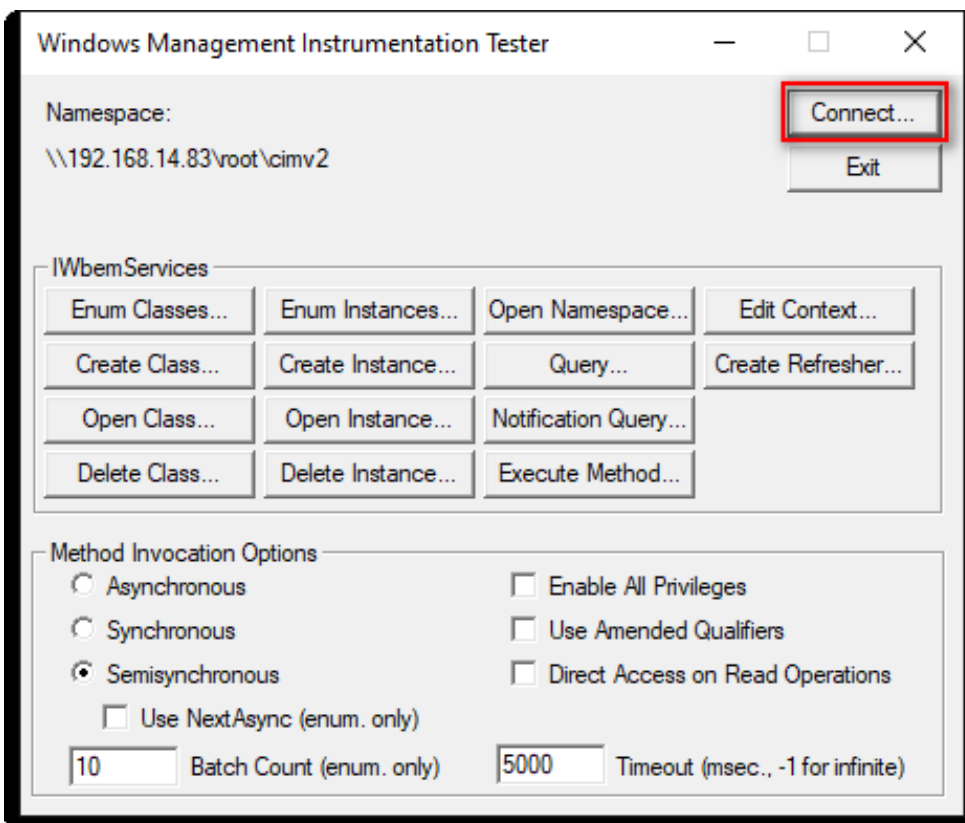 Windows Management Instrumentation Tester
Namespace:
Connect...
\\192.168.14.83\root\cimv2
Exit
IWbemServices
Enum Classes... Enum Instances... Open Namespace... Edit Context...
Create Class... Create Instance... Query... Create Refresher...
Open Class... Open Instance... Notification Query...
Delete Class... Delete Instance... Execute Method...
Method Invocation Options
Asynchronous Enable All Privileges
Synchronous Use Amended Qualifiers
Semisynchronous Direct Access on Read Operations
Use NextAsync (enum. only)
10 Batch Count (enum. only) 5000 Timeout (msec., -1 for infinite)